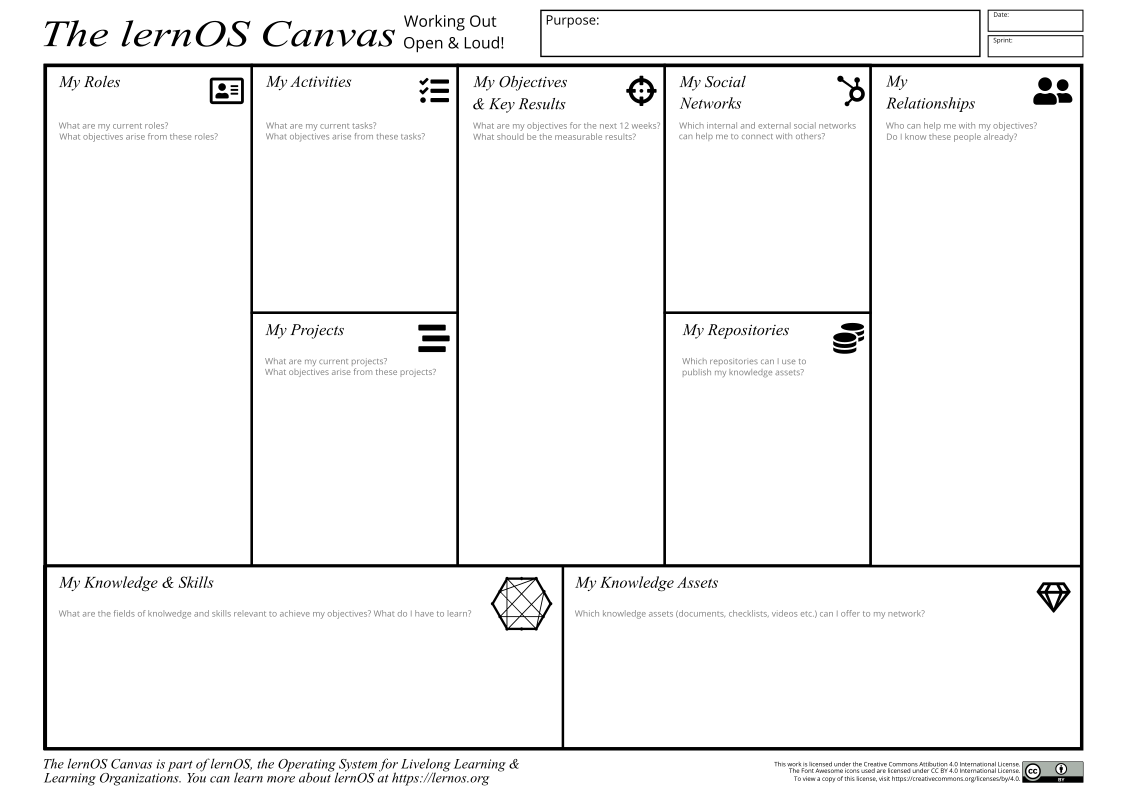 The lernOS Canvas
Working Out
Open & Loud!
Purpose:
Date:
Sprint:
My Roles
What are my current roles?
What objectives arise from these roles?
My Activities
What are my current tasks?
What objectives arise from these tasks?
My Objectives
& Key Results
What are my objectives for the next 12 weeks?
What should be the measurable results?
My Social
Networks
Which internal and external social networks
can help me to connect with others?
My
Relationships
Who can help me with my objectives?
Do I know these people already?
My Projects
What are my current projects?
What objectives arise from these projects?
My Repositories
Which repositories can I use to
publish my knowledge assets?
My Knowledge & Skills
What are the fields of knolwedge and skills relevant to achieve my objectives? What do I have to learn?
My Knowledge Assets
Which knowledge assets (documents, checklists, videos etc.) can I offer to my network?
The lernOS Canvas is part of lernOS, the Operating System for Livelong Learning &
Learning Organizations. You can learn more about lernOS at https://lernos.org
This work is licensed under the Creative Commons Attibution 4.0 International License.
The Font Awesome icons used are licensed under CC BY 4.0 International License.
To view a copy of this license, visit https://creativecommons.org/licenses/by/4.0.
cc
BY